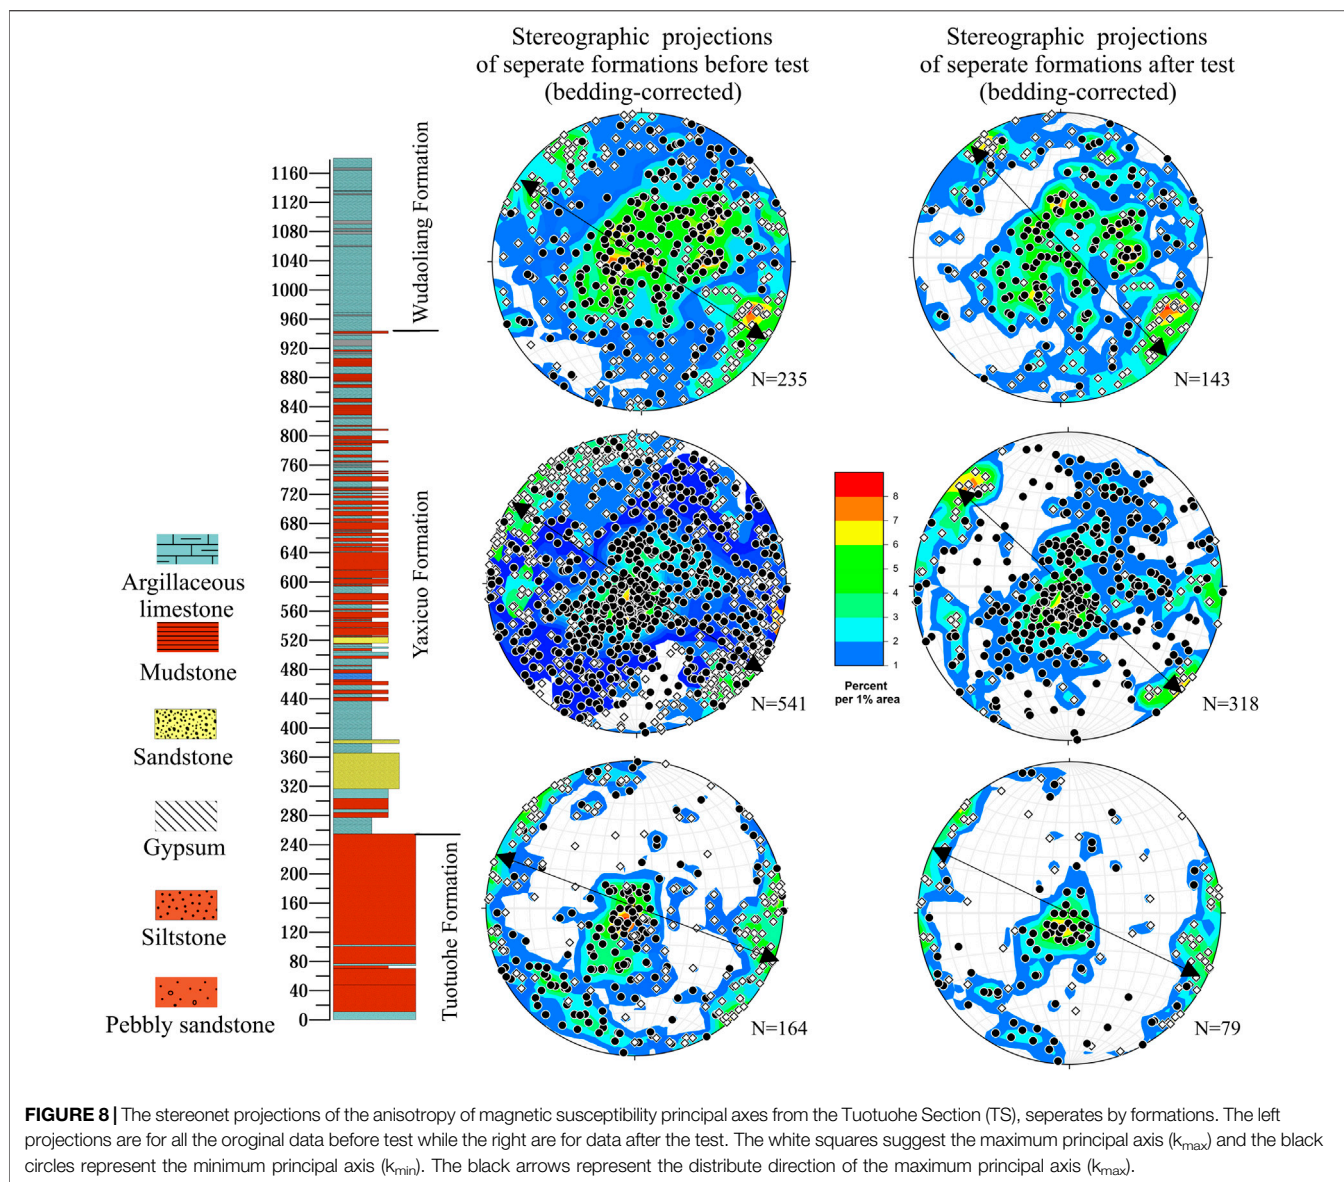 Stereographic projections
of seperate formations before test
(bedding-corrected)
Stereographic projections
of seperate formations after test
(bedding-corrected)
1160
1120
1080
1040
1000
960
920
880
840
800
760
720
680
640
600
560
520
480
440
400
360
320
280
240
200
160
120
80
40
0
Wudaoliang Formation
Yaxicuo Formation
Tuotuohe Formation
Argillaceous
limestone
Mudstone
Sandstone
Gypsum
Siltstone
Pebbly sandstone
N=235
N=143
N=541
8
7
6
5
4
3
2
1
Percent
per 1% area
N=318
N=164
N=79
FIGURE 8 | The stereonet projections of the anisotropy of magnetic susceptibility principal axes from the Tuotuohe Section (TS), seperates by formations. The left
projections are for all the oroginal data before test while the right are for data after the test. The white squares suggest the maximum principal axis (kmax) and the black
circles represent the minimum principal axis (kmin). The black arrows represent the distribute direction of the maximum principal axis (kmax).